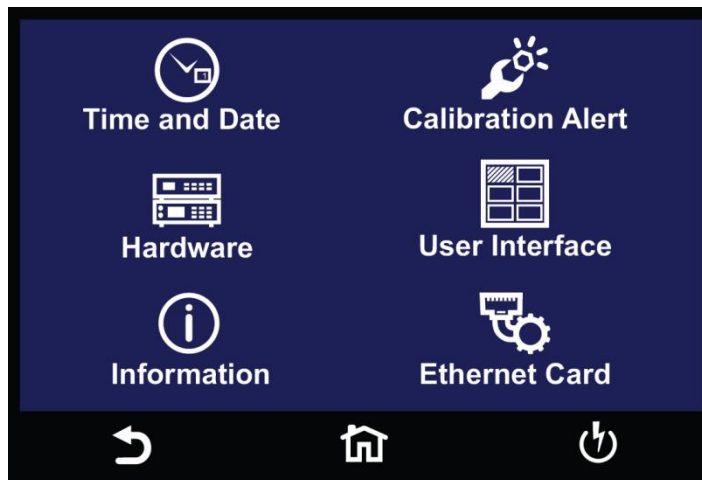 Time and Date
Calibration Alert
Hardware
User Interface
Information
Ethernet Card